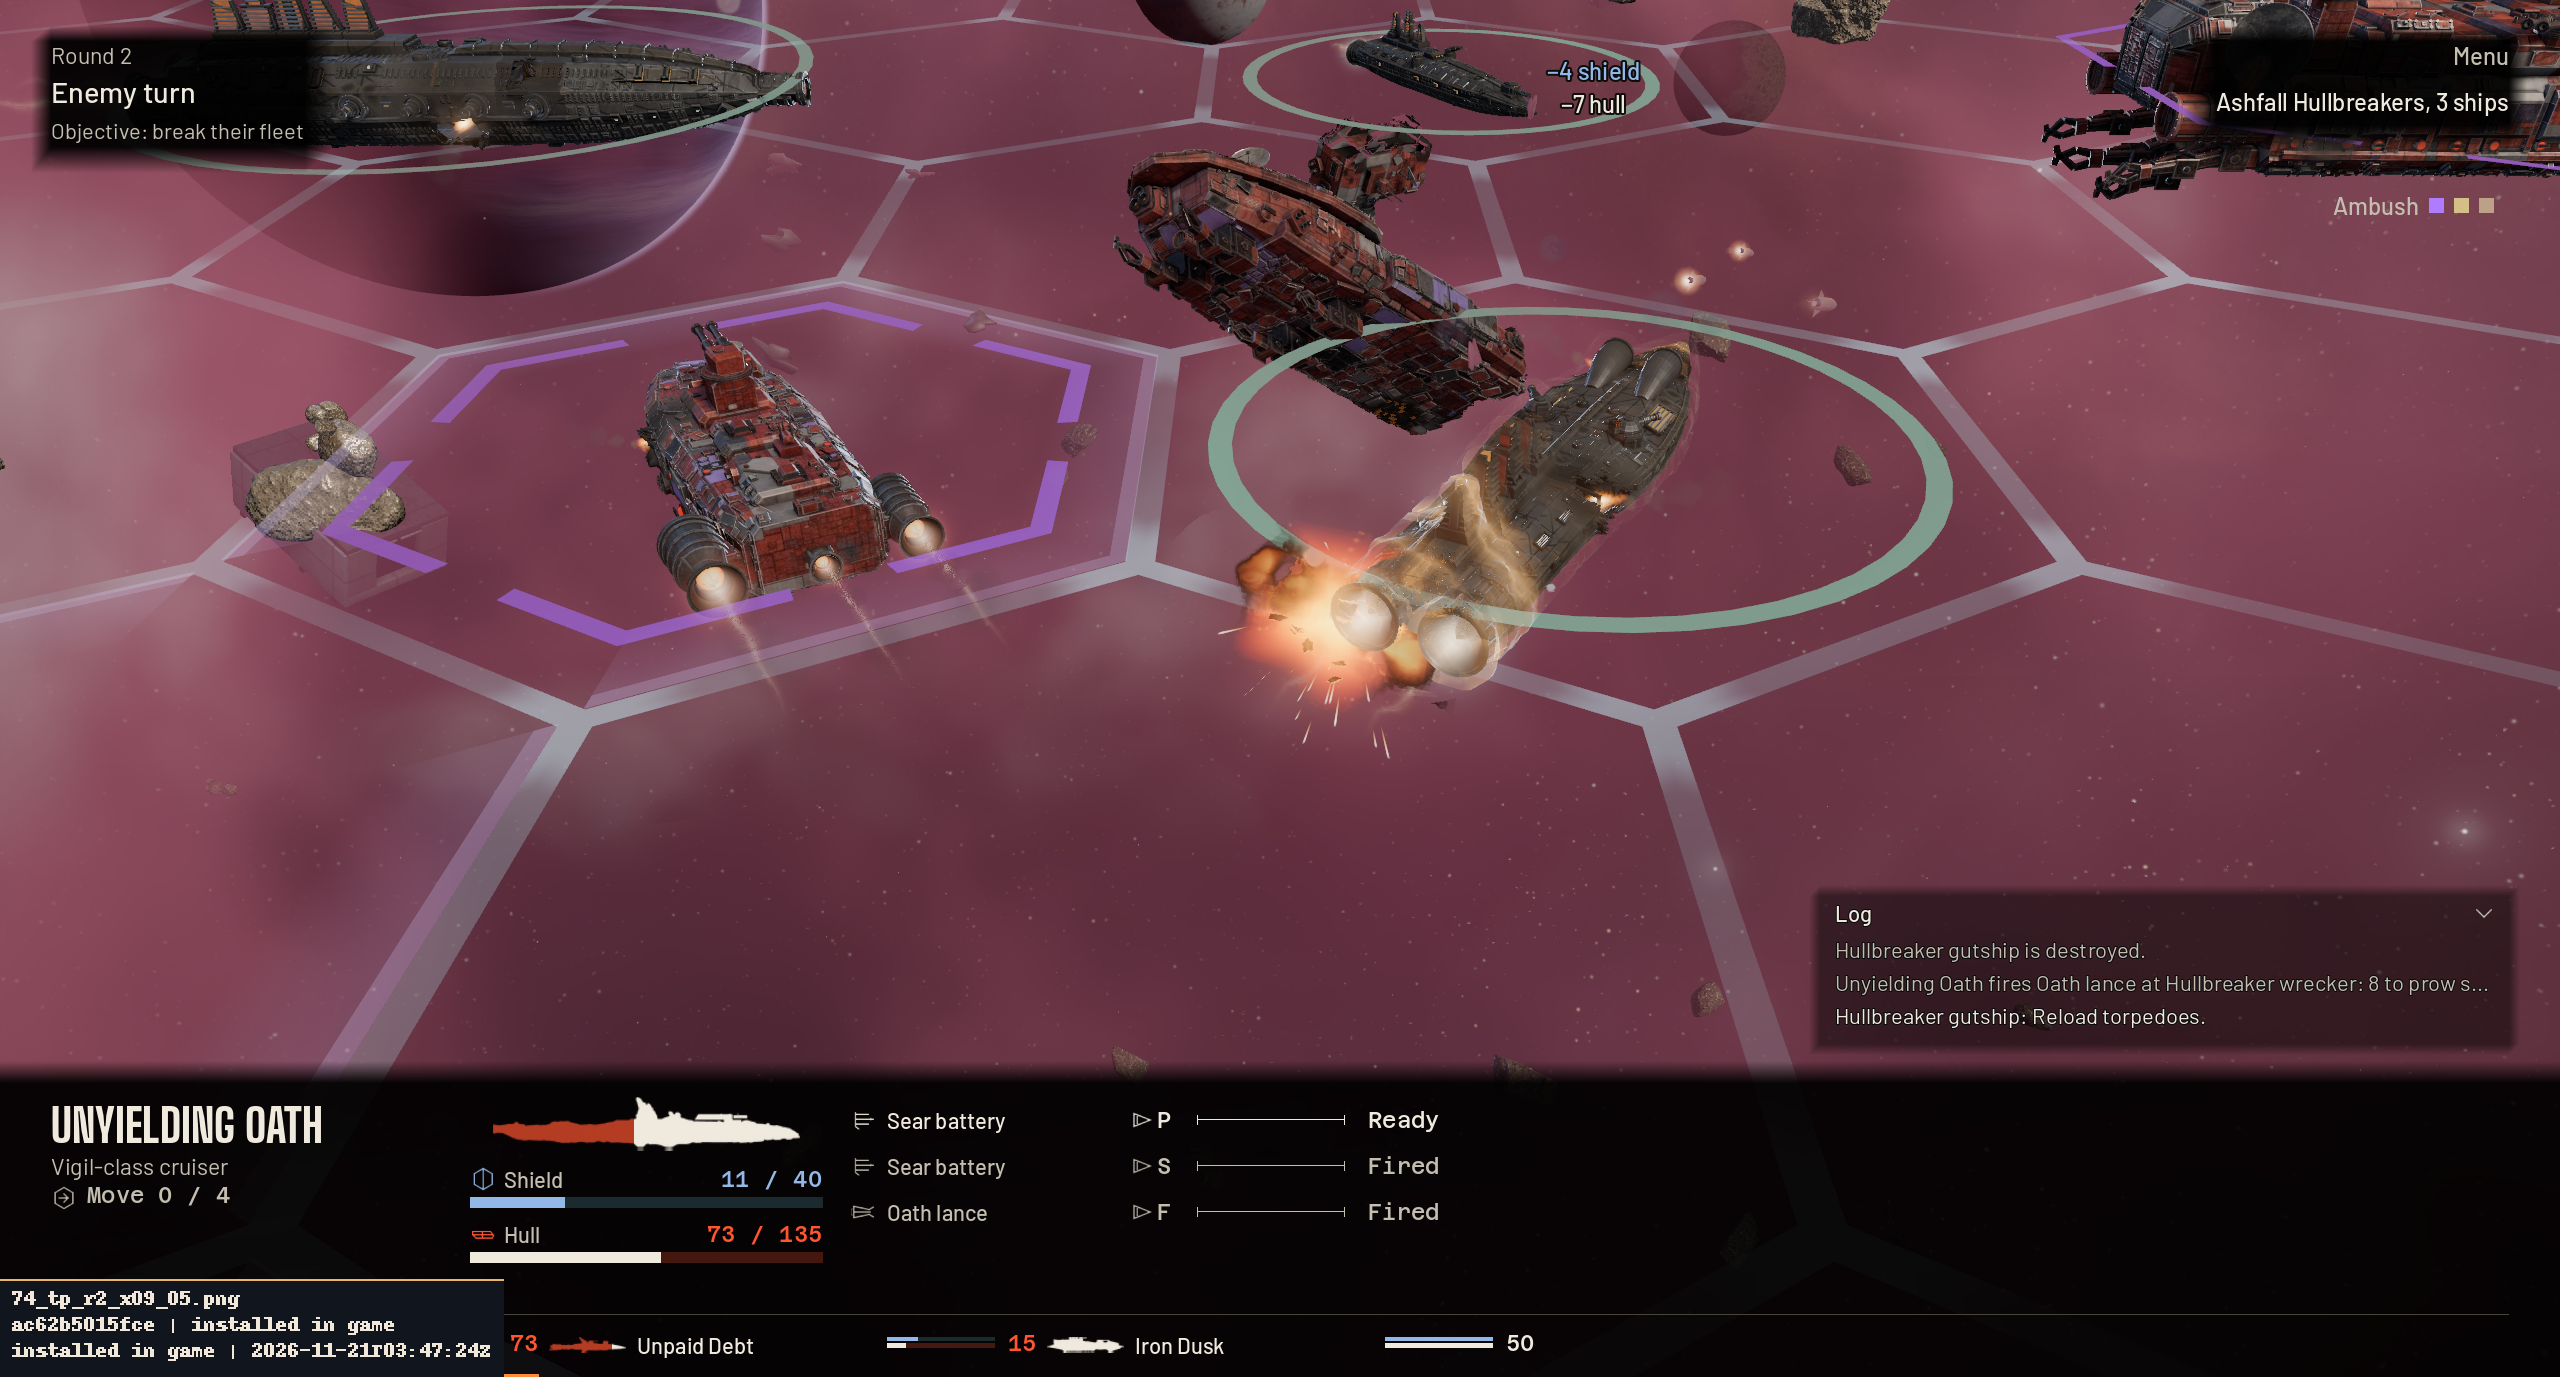 Round 2
Enemy turn
Objective: break their fleet
−4 shield
−7 hull
Menu
Ashfall Hullbreakers, 3 ships
Ambush
Log
Hullbreaker gutship is destroyed.
Unyielding Oath fires Oath lance at Hullbreaker wrecker: 8 to prow s...
Hullbreaker gutship: Reload torpedoes.
UNYIELDING OATH
Vigil-class cruiser
Move 0 / 4
Shield 11 / 40
Hull 73 / 135
Sear battery P Ready
Sear battery S Fired
Oath lance F Fired
74_tp_r2_x09_05.png
ac62b5015fce | installed in game
installed in game | 2026-11-21T03:47:24Z
73 Unpaid Debt 15 Iron Dusk 50